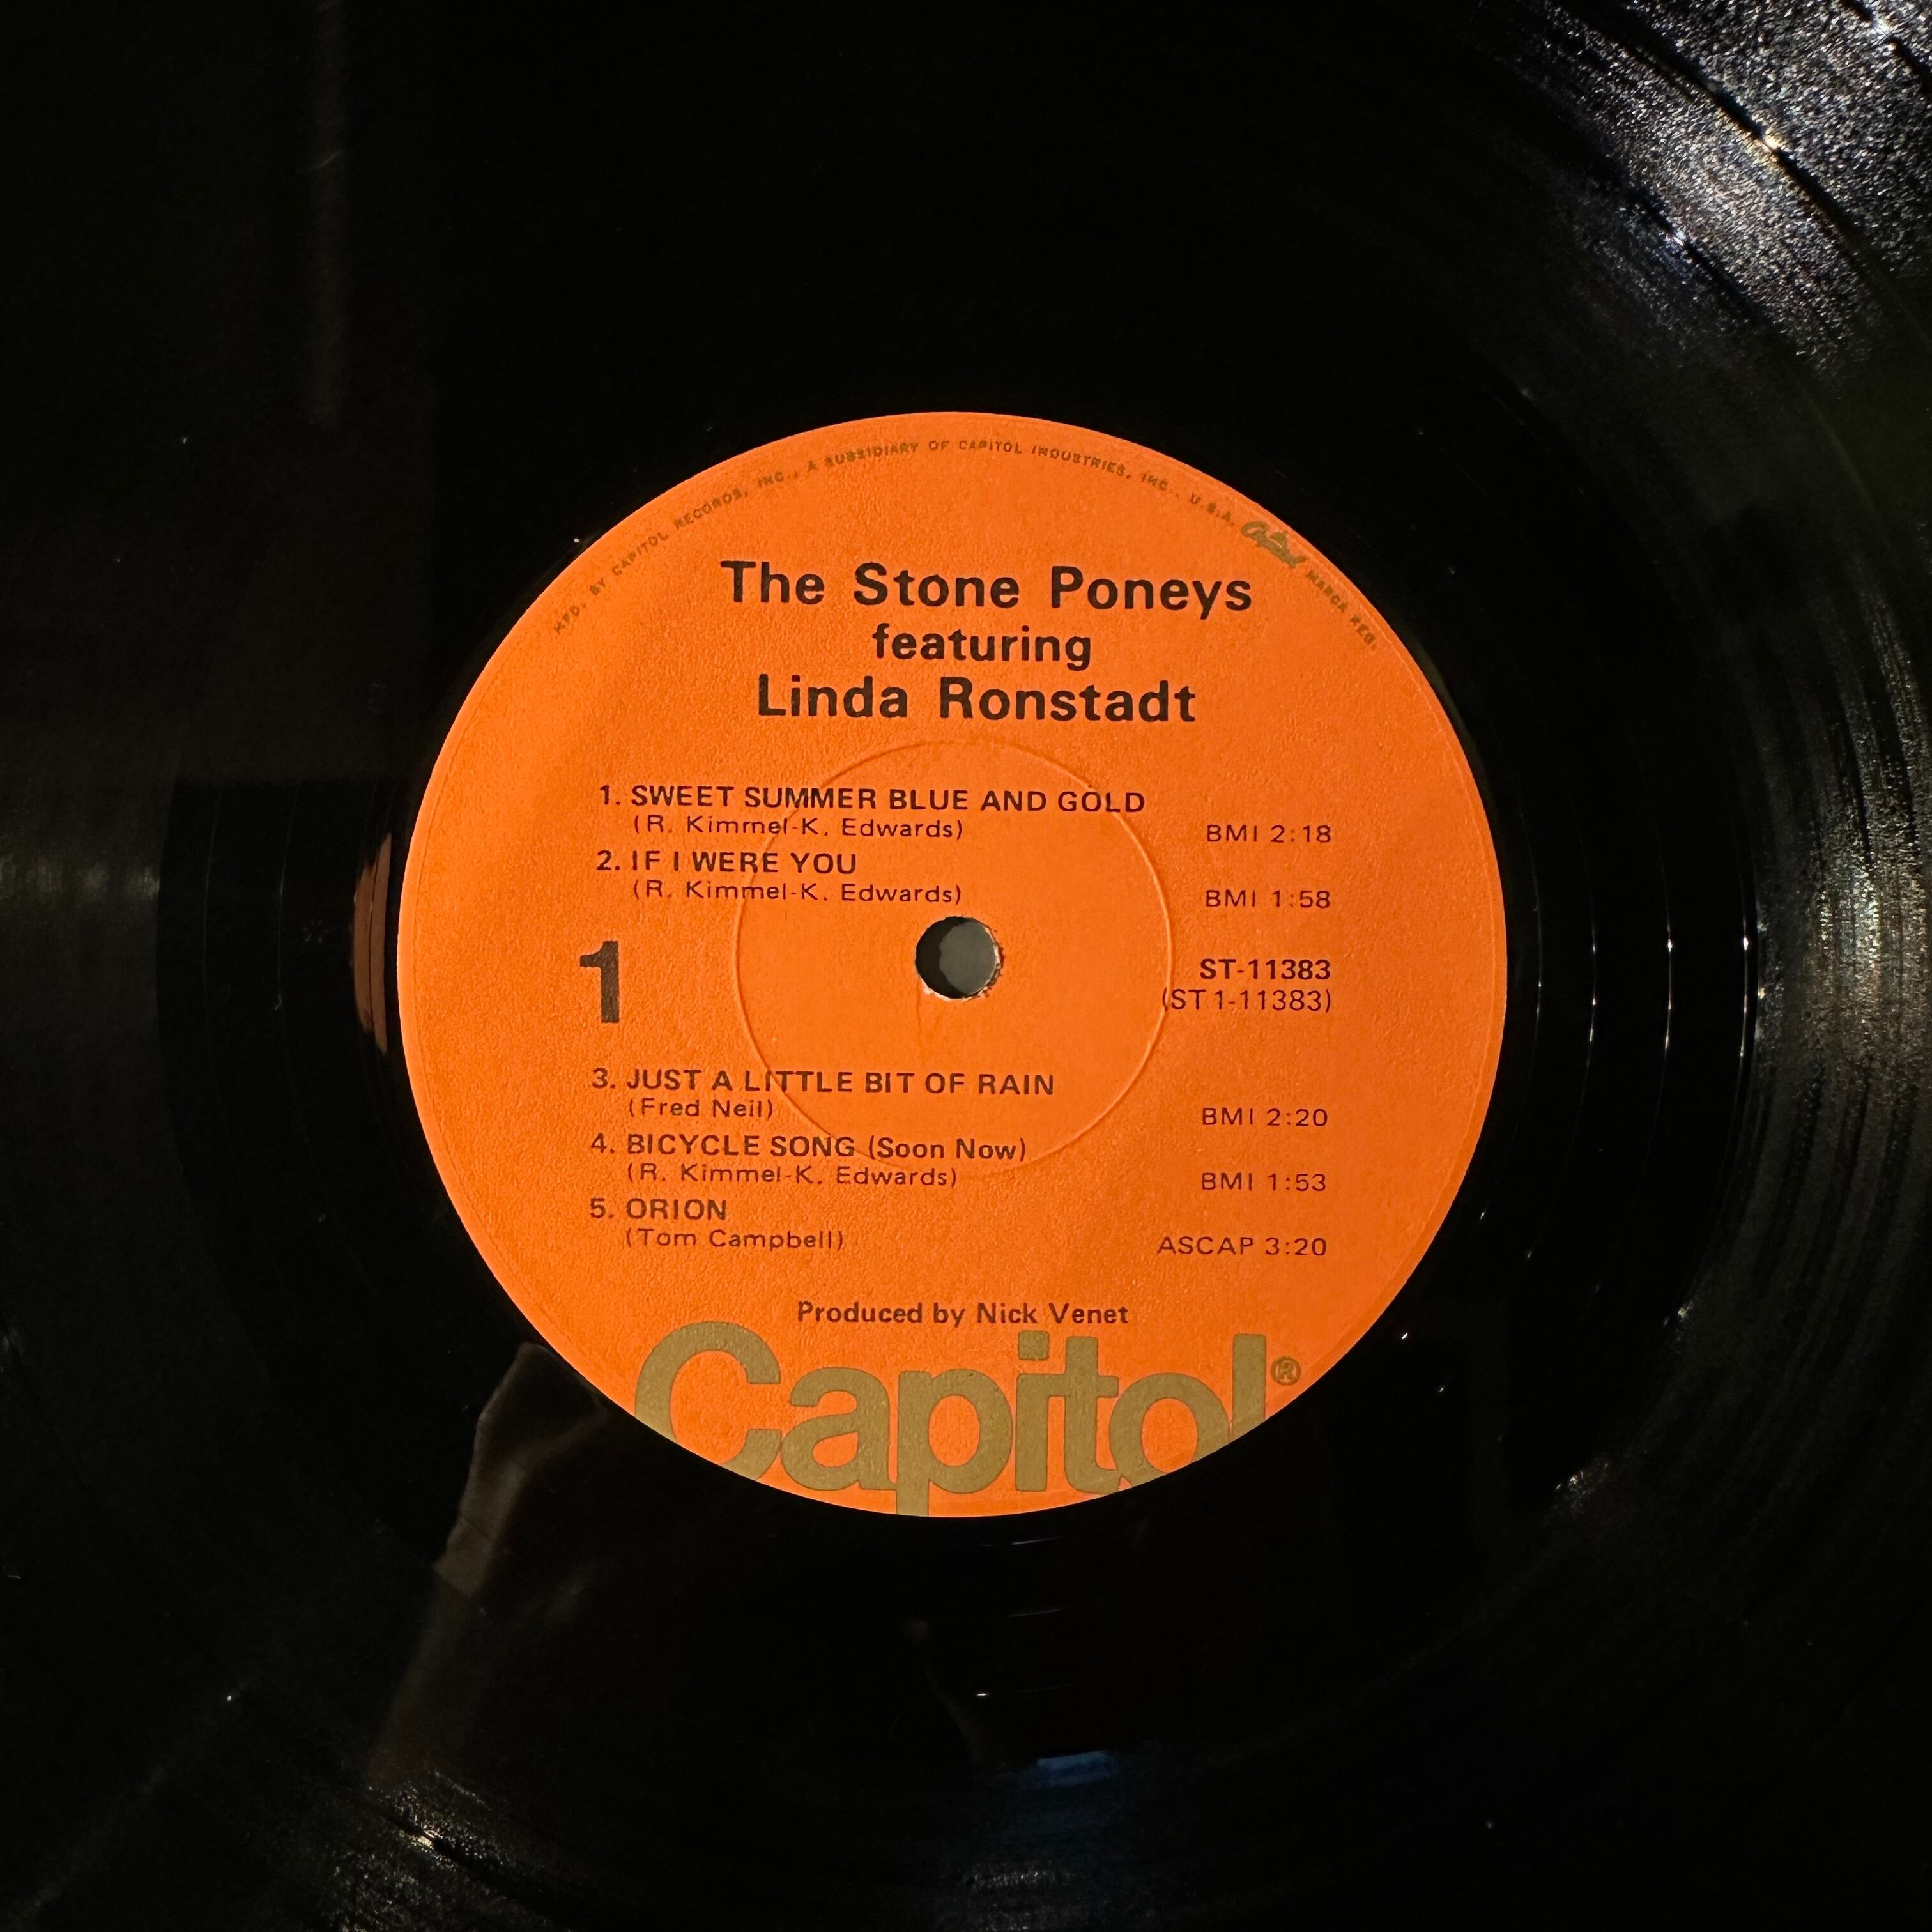 MFD. BY CAPITOL RECORDS, INC., A SUBSIDIARY OF CAPITOL INDUSTRIES, INC., U.S.A. Capitol MARCA REG.
The Stone Poneys
featuring
Linda Ronstadt
1. SWEET SUMMER BLUE AND GOLD
(R. Kimmel-K. Edwards) BMI 2:18
2. IF I WERE YOU
(R. Kimmel-K. Edwards) BMI 1:58
1
ST-11383
(ST 1-11383)
3. JUST A LITTLE BIT OF RAIN
(Fred Neil) BMI 2:20
4. BICYCLE SONG (Soon Now)
(R. Kimmel-K. Edwards) BMI 1:53
5. ORION
(Tom Campbell) ASCAP 3:20
Produced by Nick Venet
Capitol®